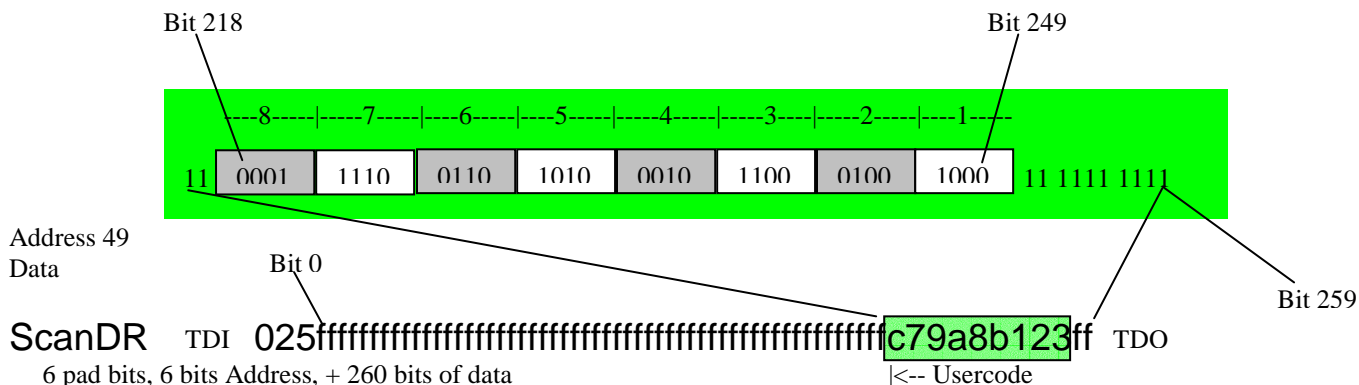 Bit 218 Bit 249
----8-----|-----7-----|----6-----|-----5-----|-----4-----|----3----|-----2-----|----1-----
11 0001 1110 0110 1010 0010 1100 0100 1000 11 1111 1111
Address 49
Data
Bit 0
Bit 259
ScanDR TDI 025ffffffffffffffffffffffffffffffffffffffffffffffffffffffc79a8b123ff TDO
6 pad bits, 6 bits Address, + 260 bits of data |<-- Usercode